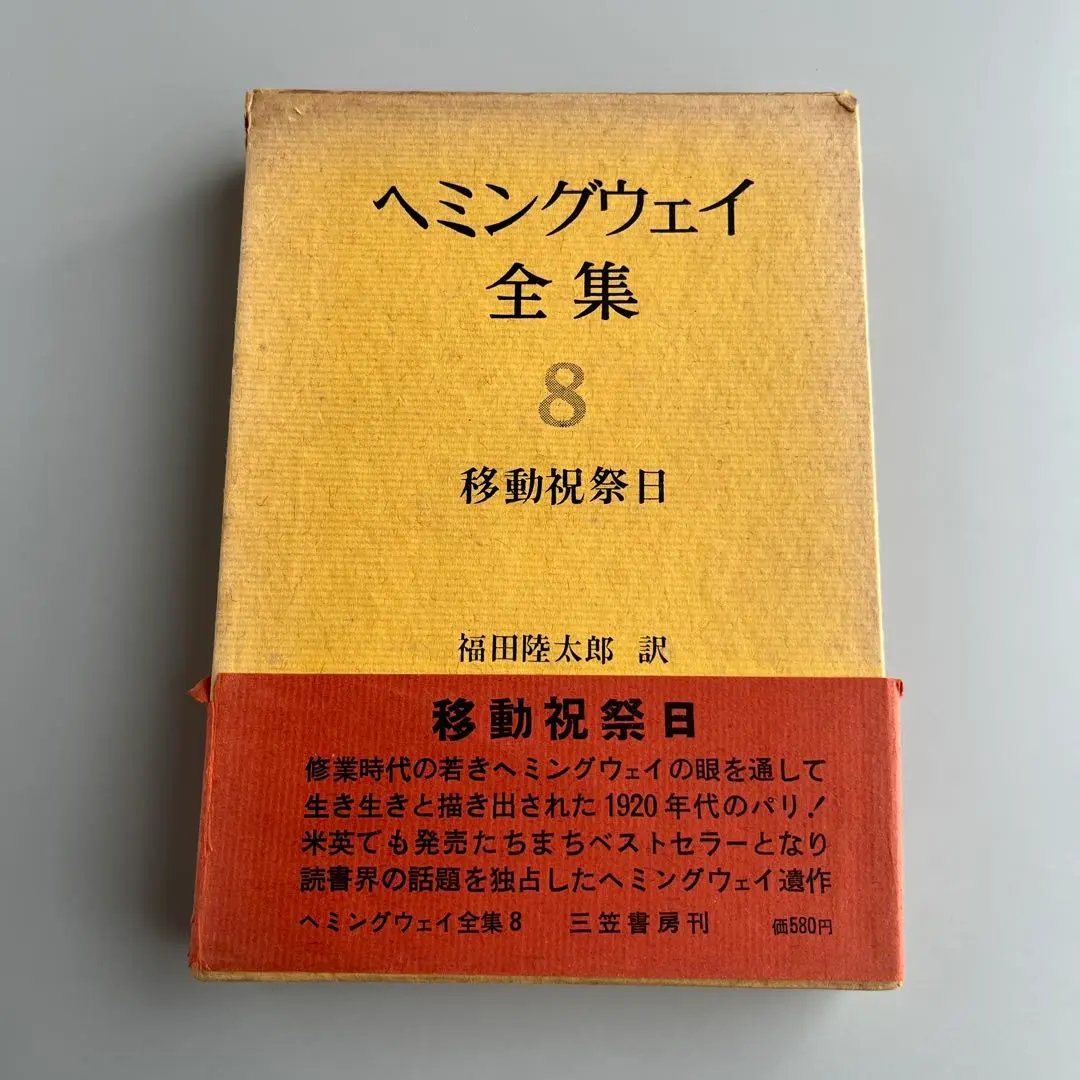 ヘミングウェイ
全集
8
移動祝祭日
福田陸太郎 訳
移動祝祭日
修業時代の若きヘミングウェイの眼を通して
生き生きと描き出された1920年代のパリ！
米英でも発売たちまちベストセラーとなり
読書界の話題を独占したヘミングウェイ遺作
ヘミングウェイ全集8 三笠書房刊 価580円